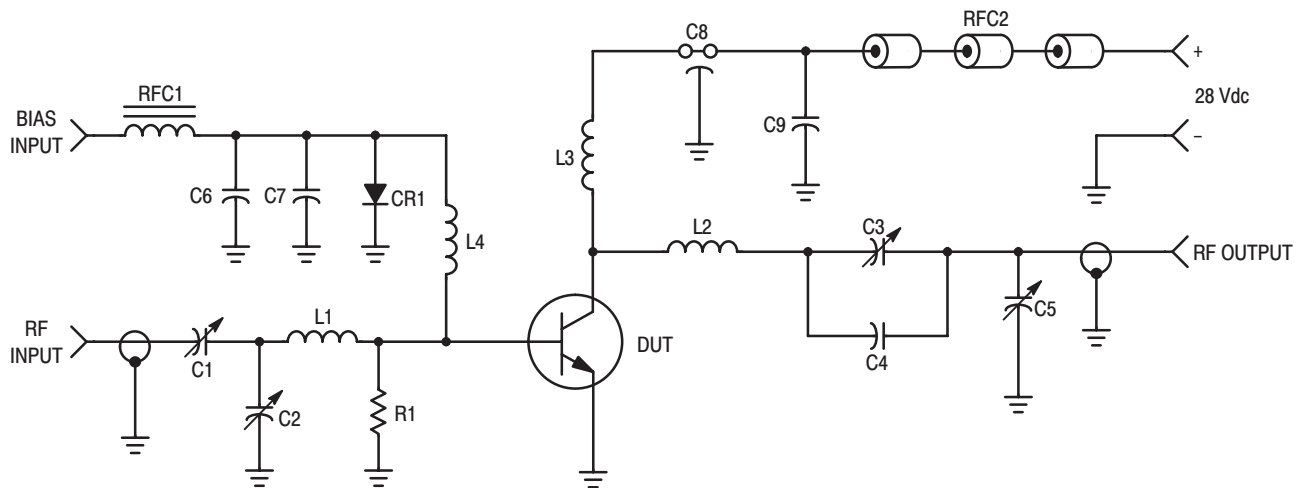 C8
RFC2
+
28 Vdc
–
C9
RFC1
BIAS
INPUT
C6
C7
CR1
L4
L3
L2
C3
RF OUTPUT
C5
C4
RF
INPUT
C1
L1
C2
R1
DUT